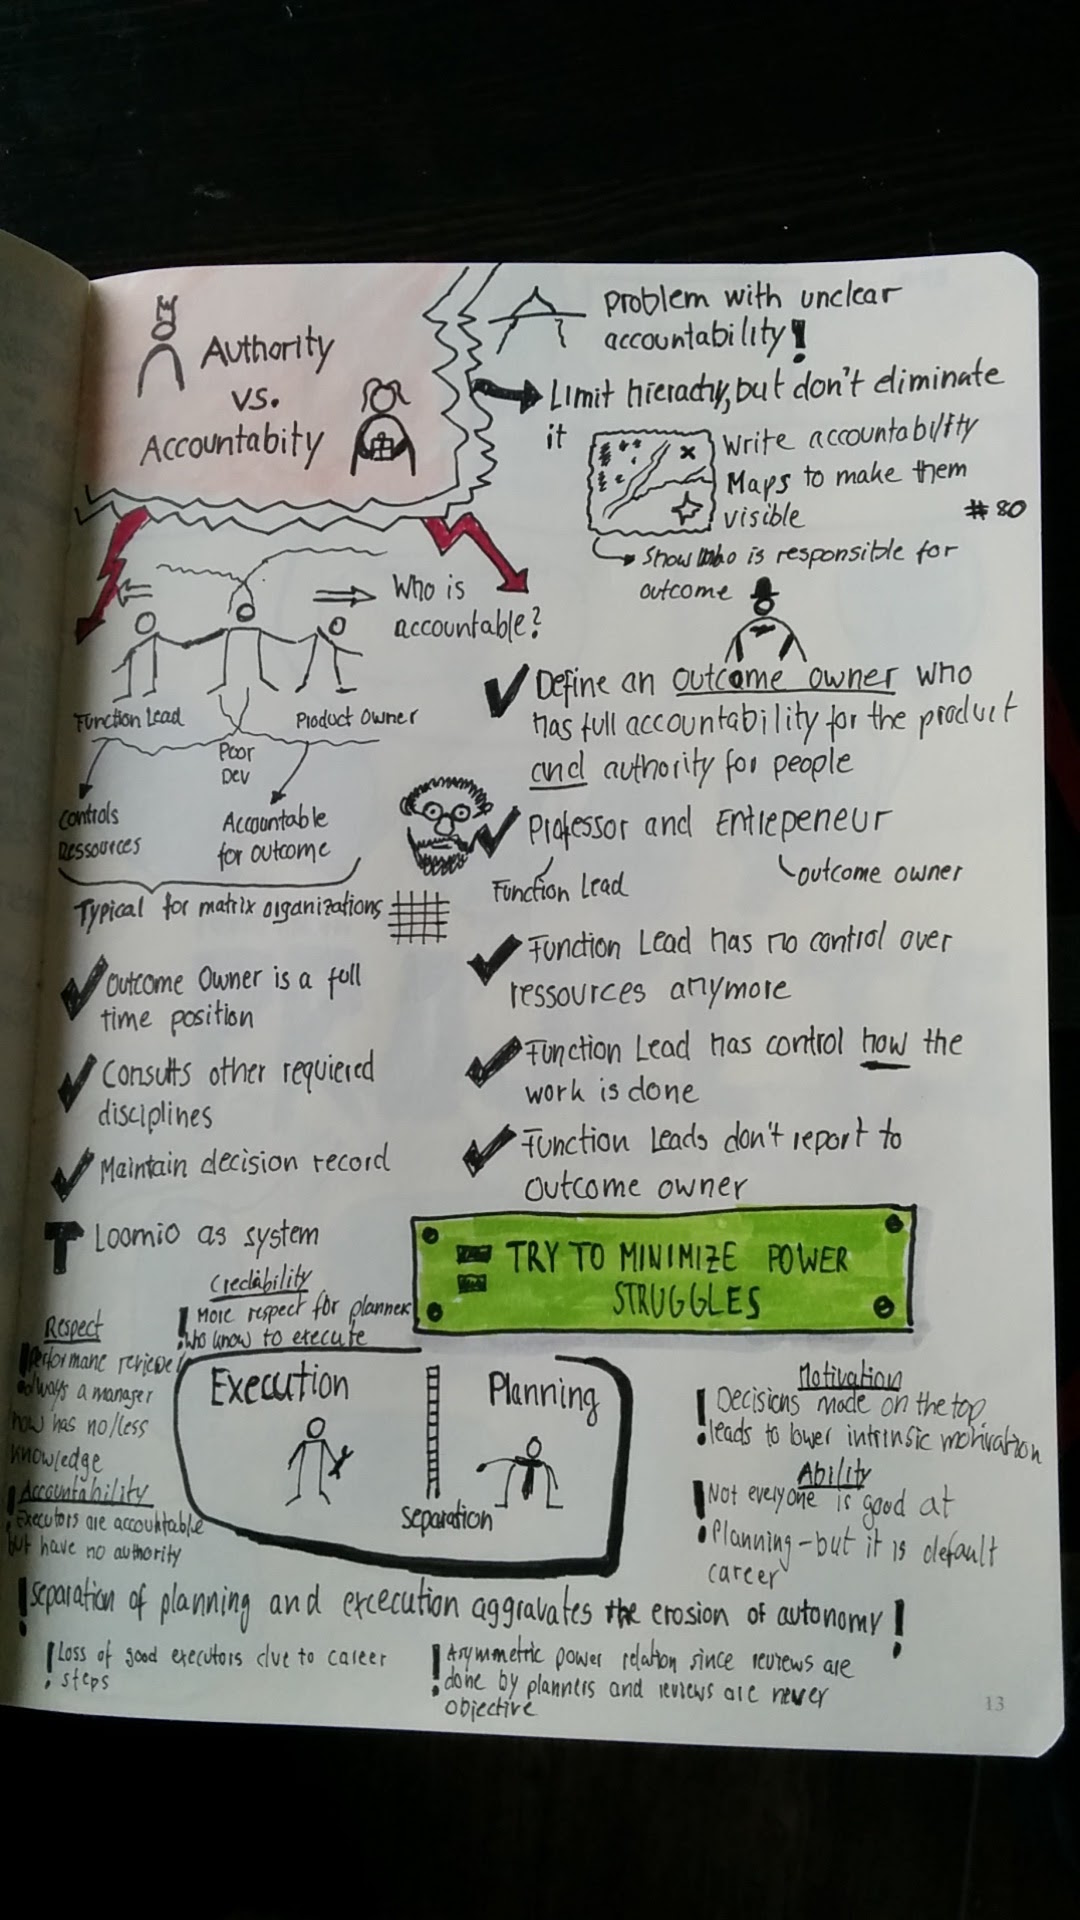 Authority
vs.
Accountabity
Problem with unclear
accountability!
Limit hierachy, but don't eliminate
it
Write accountability
Maps to make them
visible
#80
Show who is responsible for
outcome
Who is
accountable?
Function Lead
Product Owner
Poor
Dev
Controls
Ressources
Accountable
for outcome
Typical for matrix organizations
Define an outcome owner who
has full accountability for the product
and authority for people
Professor and Entrepeneur
Function Lead
outcome owner
Function Lead has no control over
ressources anymore
Function Lead has control how the
work is done
Function Leads don't report to
outcome owner
Outcome Owner is a full
time position
Consults other requiered
disciplines
Maintain decision record
Loomio as system
= TRY TO MINIMIZE POWER
STRUGGLES
Credability
! More respect for planners
who know to execute
Respect
! Performane reviewer
always a manager
how has no/less
knowledge
Accountability
! Executors are accountable
but have no authority
Execution
Planning
Separation
Motivation
! Decisions made on the top
leads to lower intrinsic motivation
Ability
! Not everyone is good at
Planning - but it is default
career
! Separation of planning and excecution aggravates the erosion of autonomy!
! Loss of good executors due to career
steps
! Asymmetric power relation since reviews are
done by planners and reviews are never
objective
13